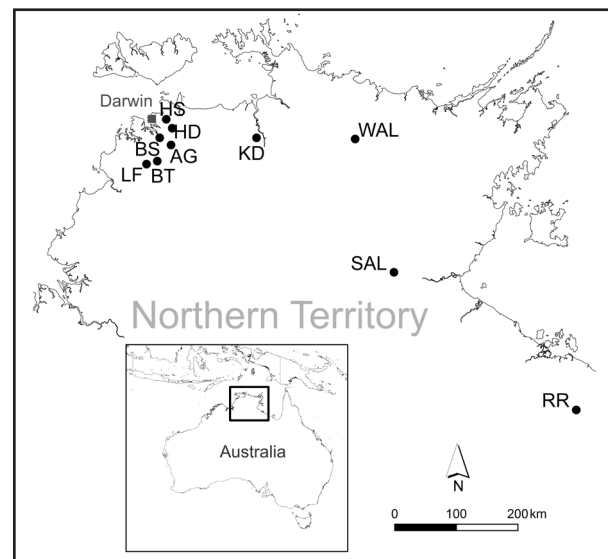 Darwin
HS
HD
BS
AG
KD
WAL
LF
BT
SAL
Northern Territory
RR
Australia
N
0 100 200 km